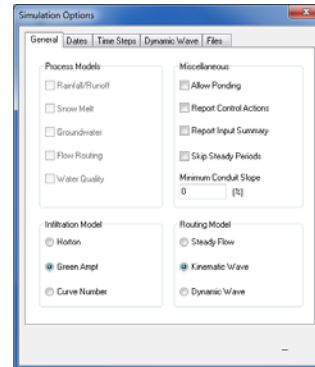 Simulation Options
General Dates Time Steps Dynamic Wave Files
Process Models
Rainfall/Runoff
Snow Melt
Groundwater
Flow Routing
Water Quality
Miscellaneous
Allow Ponding
Report Control Actions
Report Input Summary
Skip Steady Periods
Minimum Conduit Slope
0 (%)
Infiltration Model
Horton
Green Ampt
Curve Number
Routing Model
Steady Flow
Kinematic Wave
Dynamic Wave